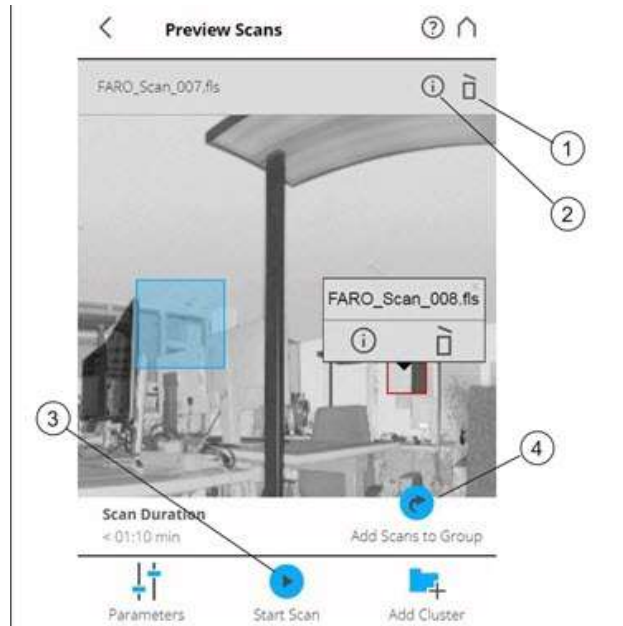 Preview Scans
FARO_Scan_007.fls
1
2
FARO_Scan_008.fls
3
4
Scan Duration
< 01:10 min
Add Scans to Group
Parameters
Start Scan
Add Cluster